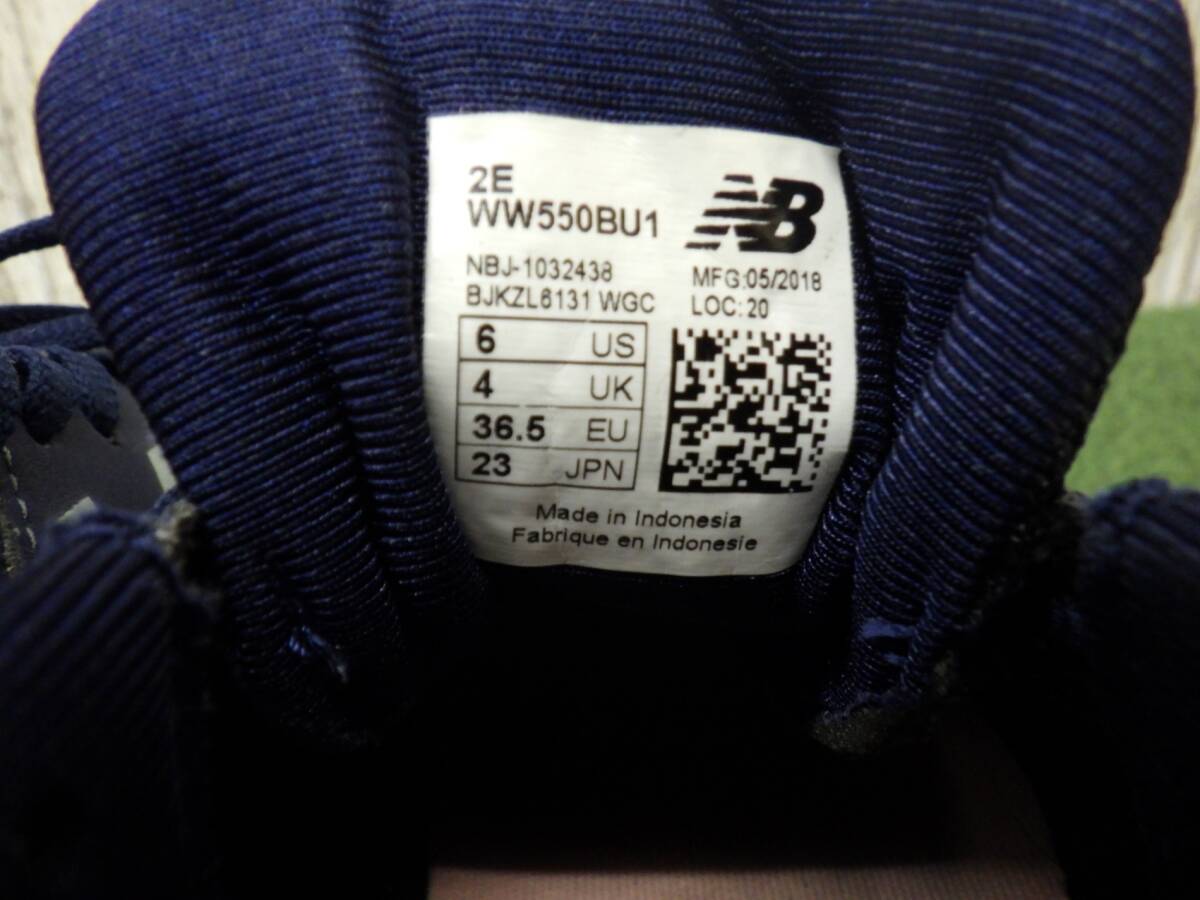 2E
WW550BU1
NB
NBJ-1032438
BJKZL6131 WGC
MFG:05/2018
LOC: 20
6 US
4 UK
36.5 EU
23 JPN
Made in Indonesia
Fabrique en Indonesie